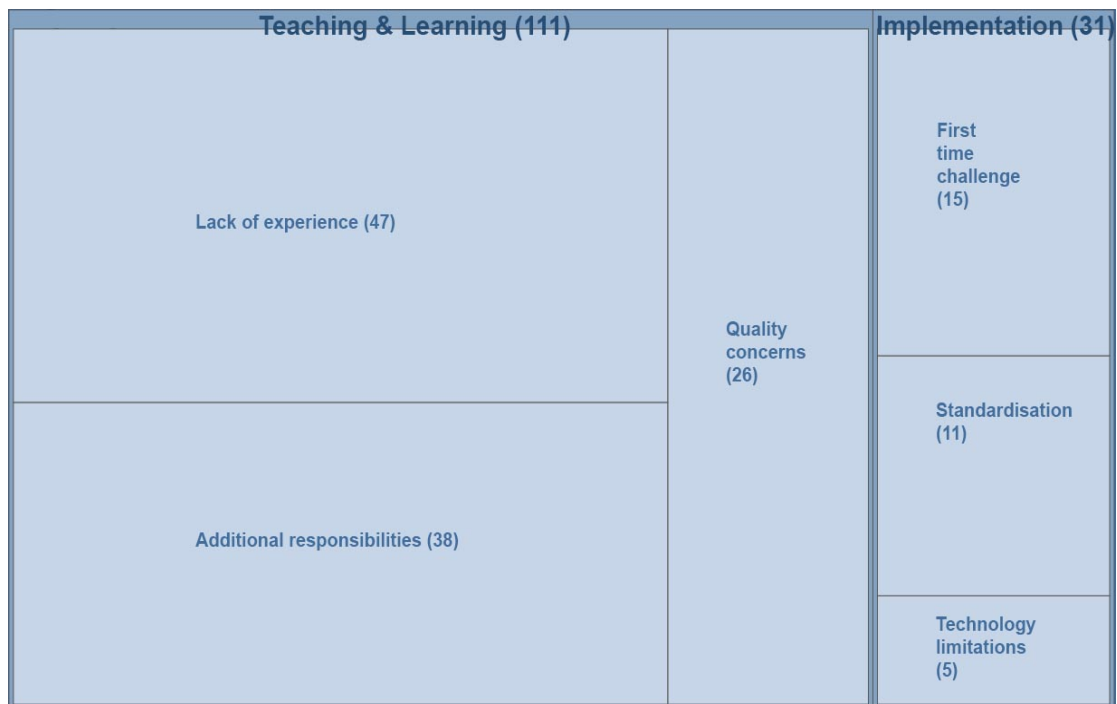 Teaching & Learning (111)
Lack of experience (47)
Additional responsibilities (38)
Quality
concerns
(26)
Implementation (31)
First
time
challenge
(15)
Standardisation
(11)
Technology
limitations
(5)